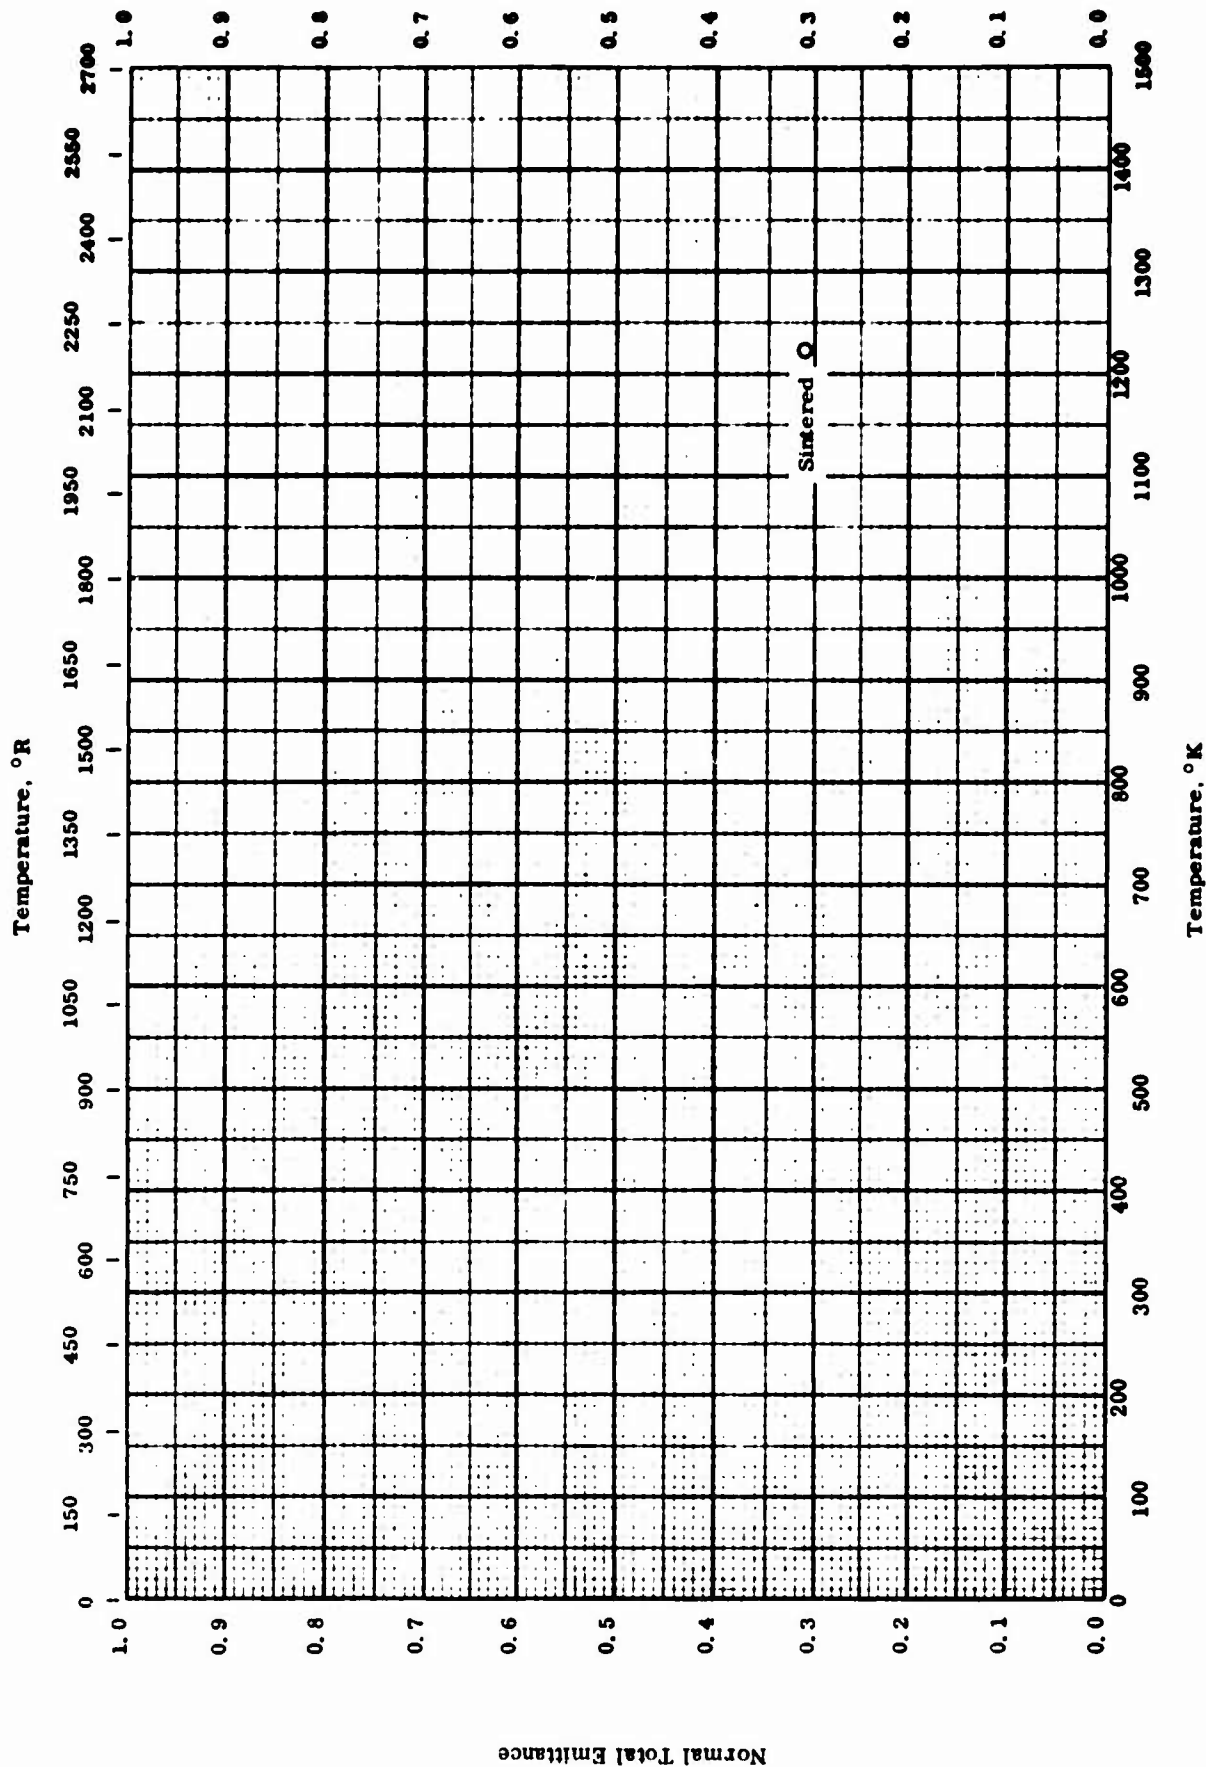 Temperature, °R
0 150 300 450 600 750 900 1050 1200 1350 1500 1650 1800 1950 2100 2250 2400 2550 2700
1.0 1.0
0.9 0.9
0.8 0.8
0.7 0.7
0.6 0.6
0.5 0.5
0.4 0.4
0.3 Sintered 0.3
0.2 0.2
0.1 0.1
0.0 0.0
0 100 200 300 400 500 600 700 800 900 1000 1100 1200 1300 1400 1500
Temperature, °K
Normal Total Emittance